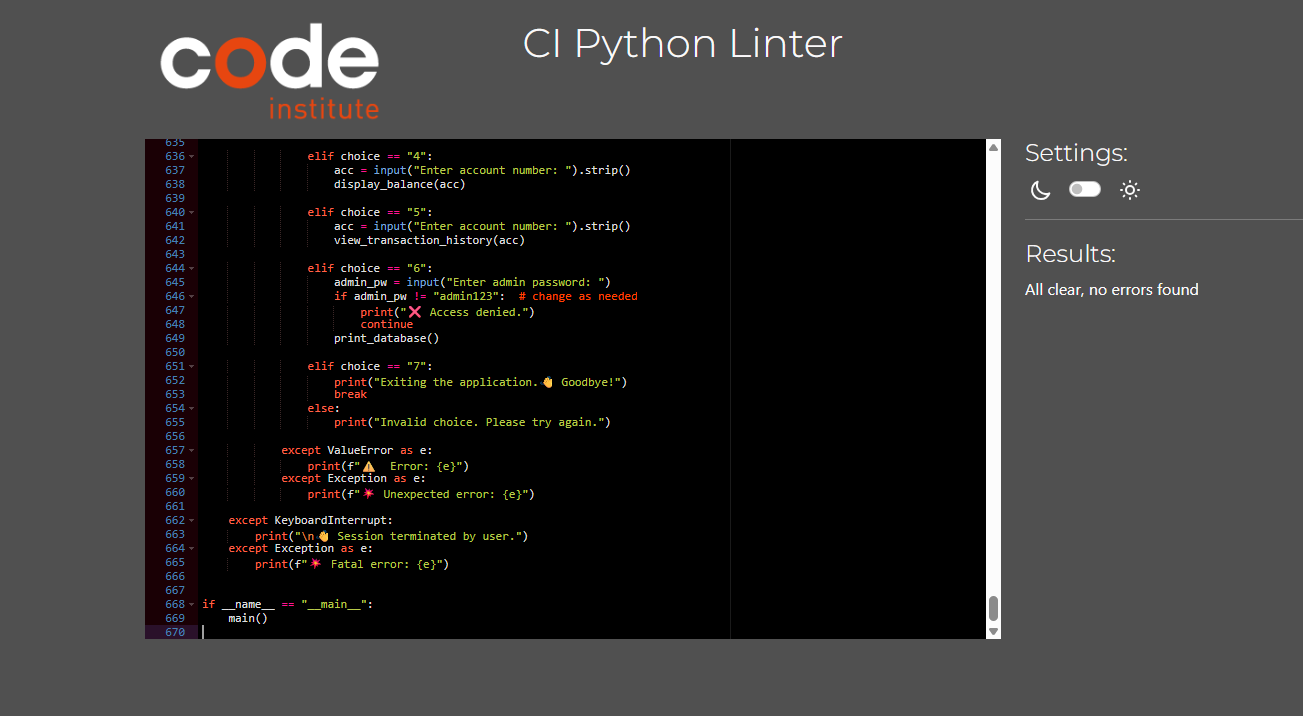 code
institute
CI Python Linter
635
636 elif choice == "4":
637 acc = input("Enter account number: ").strip()
638 display_balance(acc)
639
640 elif choice == "5":
641 acc = input("Enter account number: ").strip()
642 view_transaction_history(acc)
643
644 elif choice == "6":
645 admin_pw = input("Enter admin password: ")
646 if admin_pw != "admin123":  # change as needed
647 print("❌ Access denied.")
648 continue
649 print_database()
650
651 elif choice == "7":
652 print("Exiting the application.👋 Goodbye!")
653 break
654 else:
655 print("Invalid choice. Please try again.")
656
657 except ValueError as e:
658 print(f"⚠️  Error: {e}")
659 except Exception as e:
660 print(f"💥 Unexpected error: {e}")
661
662 except KeyboardInterrupt:
663 print("\n👋 Session terminated by user.")
664 except Exception as e:
665 print(f"💥 Fatal error: {e}")
666
667
668 if __name__ == "__main__":
669 main()
670
Settings:
Results:
All clear, no errors found